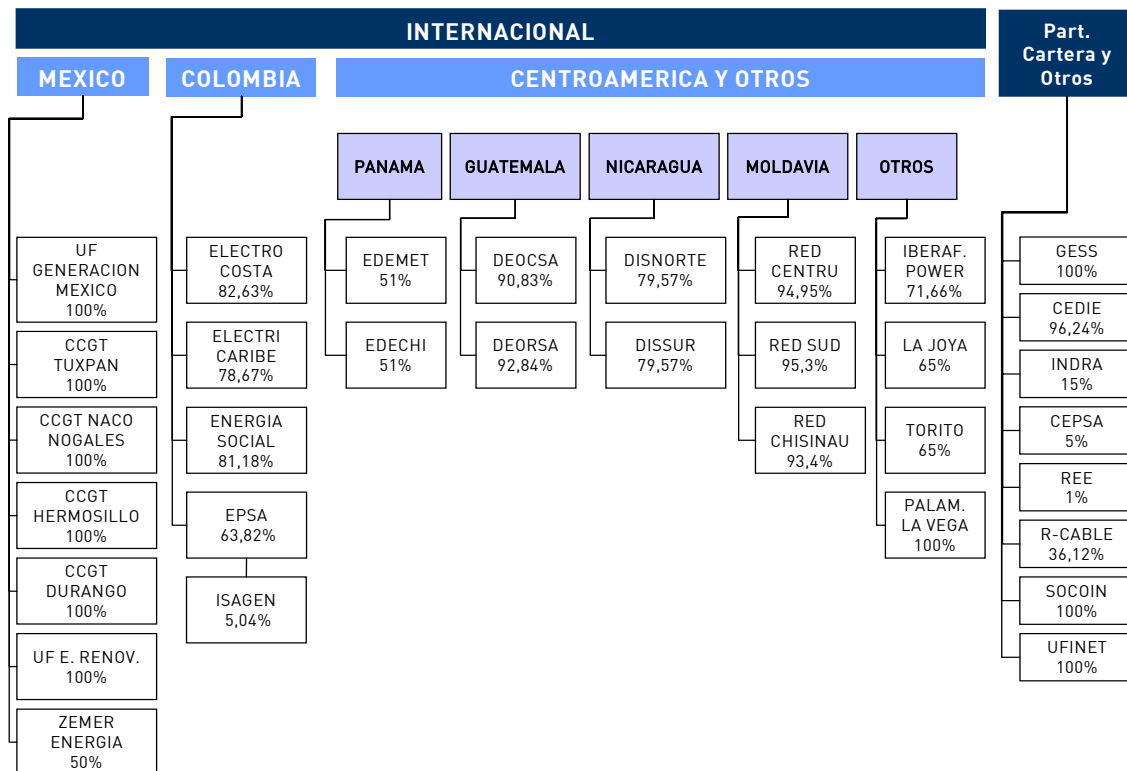 INTERNACIONAL
Part.
Cartera y
Otros
MEXICO
COLOMBIA
CENTROAMERICA Y OTROS
PANAMA
GUATEMALA
NICARAGUA
MOLDAVIA
OTROS
UF
GENERACION
MEXICO
100%
CCGT
TUXPAN
100%
CCGT NACO
NOGALES
100%
CCGT
HERMOSILLO
100%
CCGT
DURANGO
100%
UF E. RENOV.
100%
ZEMER
ENERGIA
50%
ELECTRO
COSTA
82,63%
ELECTRI
CARIBE
78,67%
ENERGIA
SOCIAL
81,18%
EPSA
63,82%
ISAGEN
5,04%
EDEMET
51%
EDECHI
51%
DEOCSA
90,83%
DEORSA
92,84%
DISNORTE
79,57%
DISSUR
79,57%
RED
CENTRU
94,95%
RED SUD
95,3%
RED
CHISINAU
93,4%
IBERAF.
POWER
71,66%
LA JOYA
65%
TORITO
65%
PALAM.
LA VEGA
100%
GESS
100%
CEDIE
96,24%
INDRA
15%
CEPSA
5%
REE
1%
R-CABLE
36,12%
SOCOIN
100%
UFINET
100%